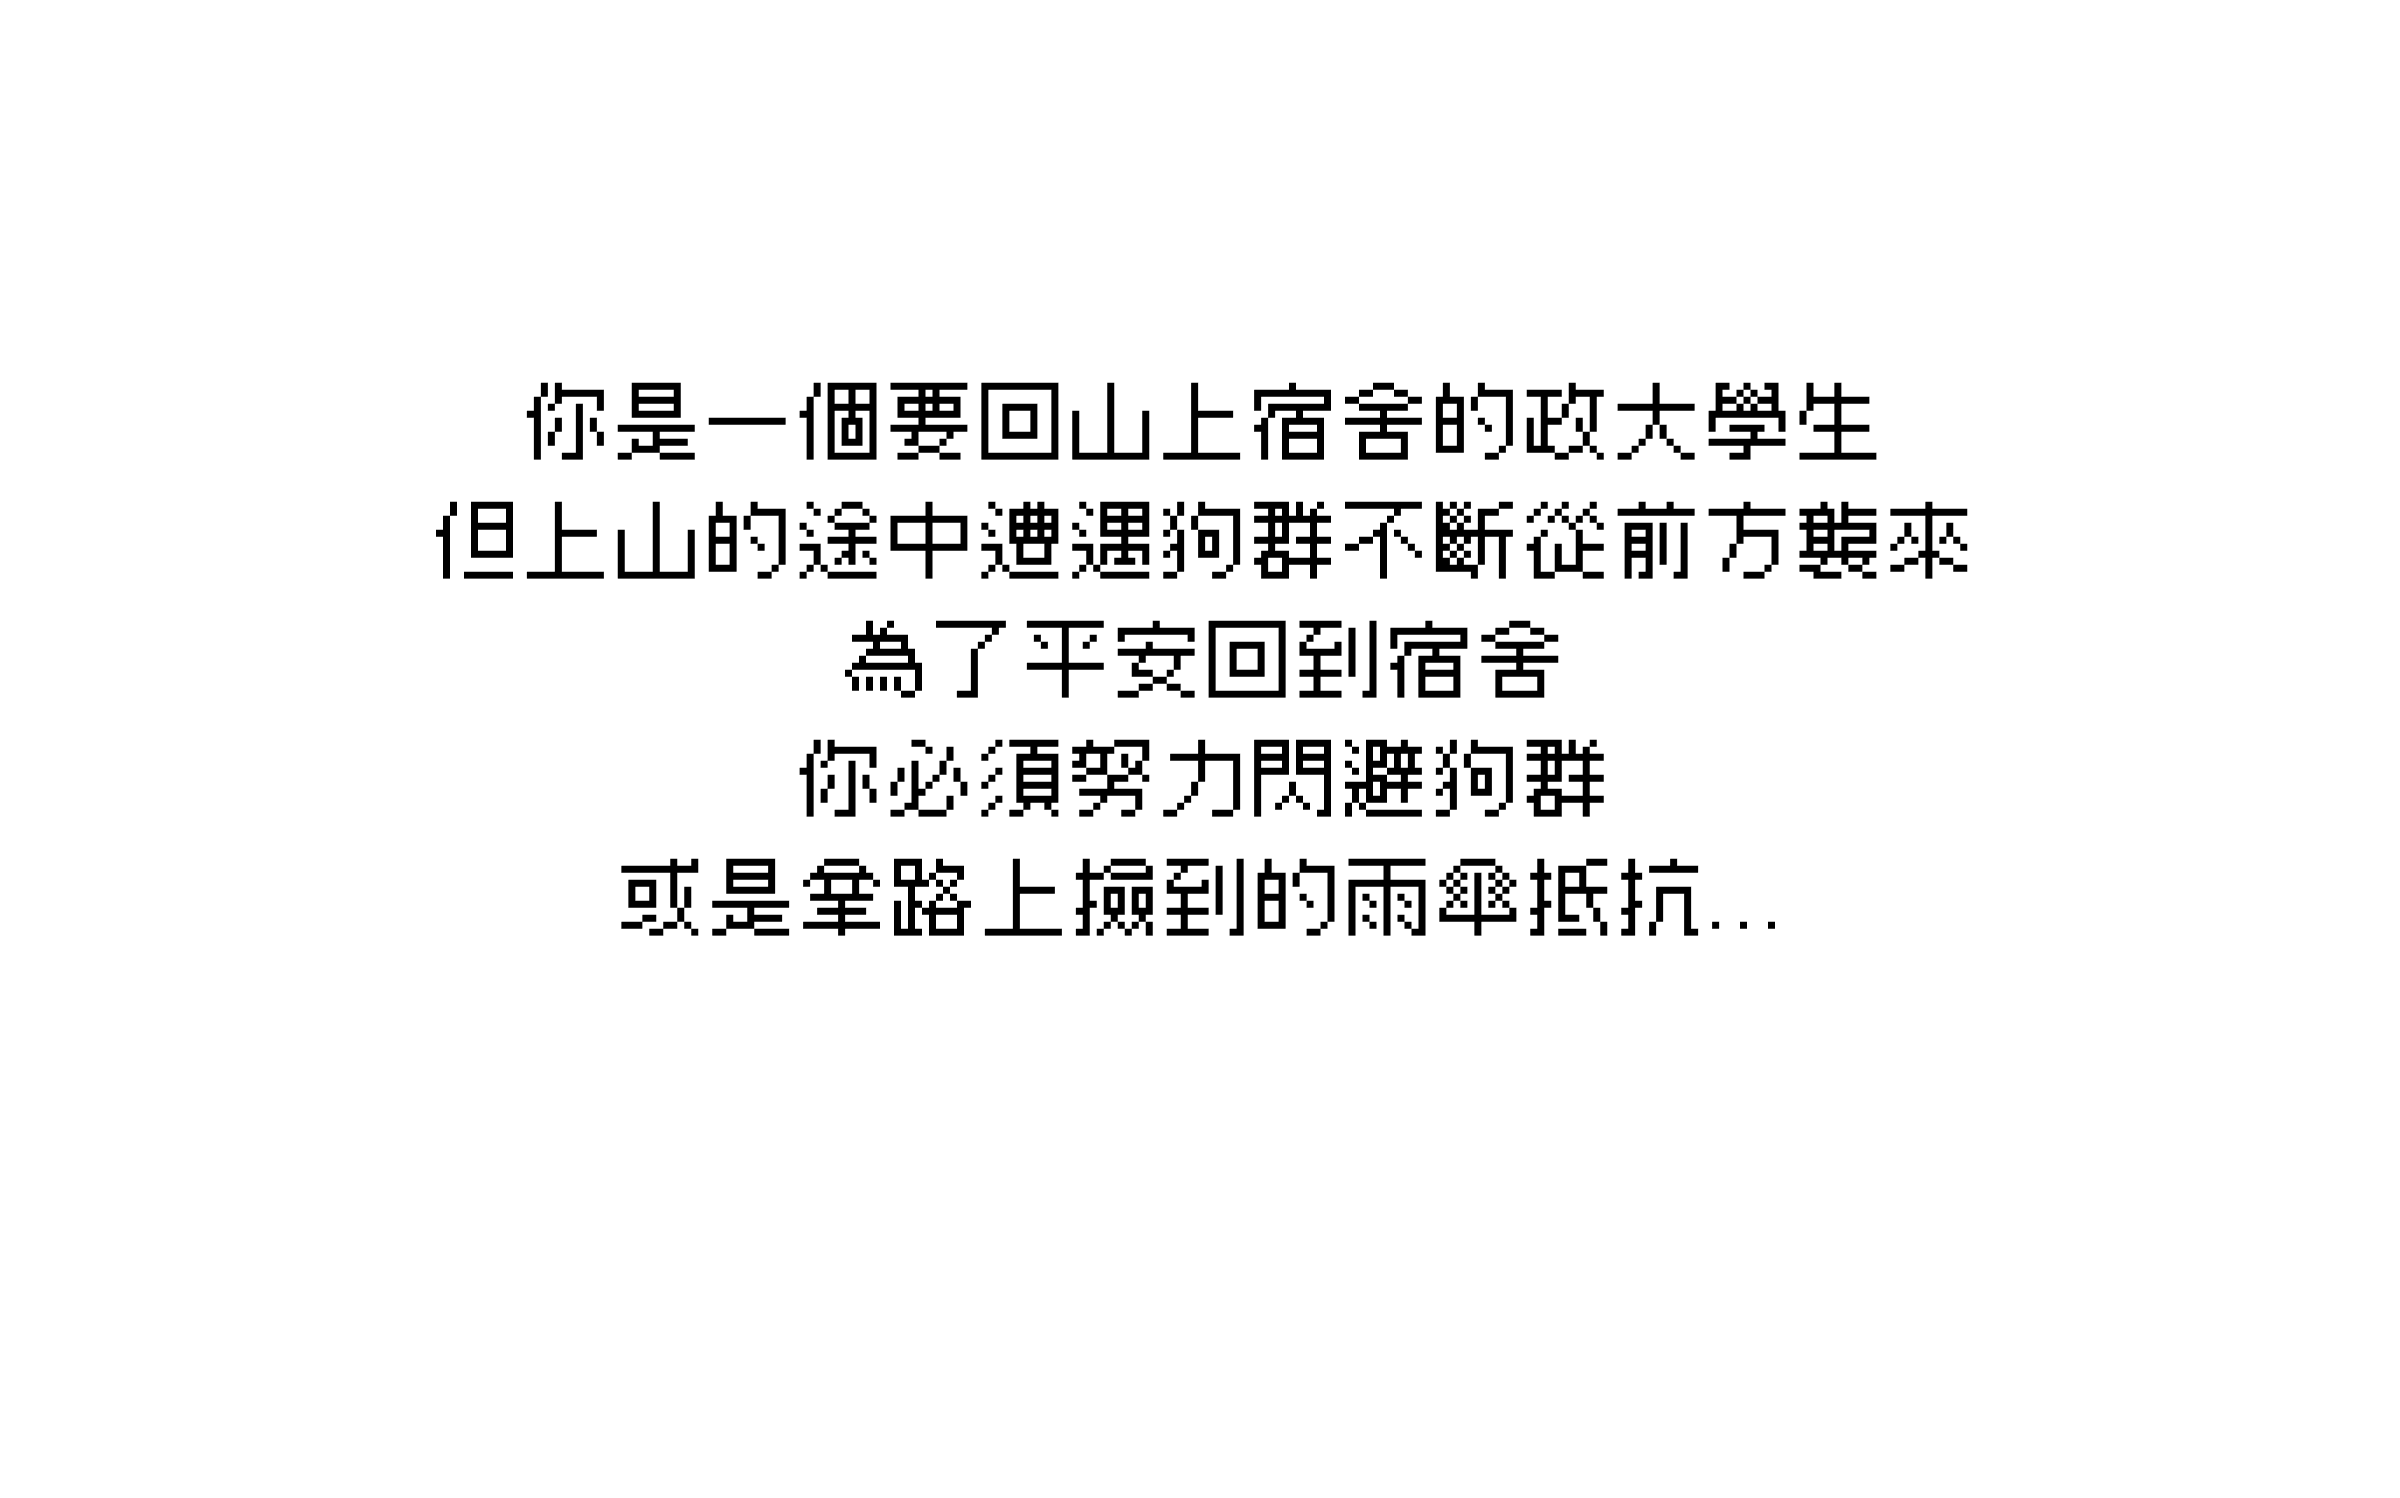 你是一個要回山上宿舍的政大學生
但上山的途中遭遇狗群不斷從前方襲來
為了平安回到宿舍
你必須努力閃避狗群
或是拿路上撿到的雨傘抵抗...